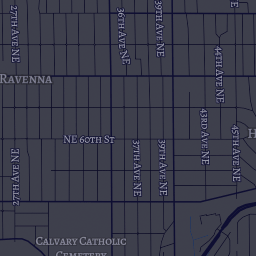 27th Ave NE
36th Ave NE
39th Ave NE
44th Ave NE
Ravenna
43rd Ave NE
45th Ave NE
NE 60th St
H
27th Ave NE
37th Ave NE
39th Ave NE
Calvary Catholic
Cemetery